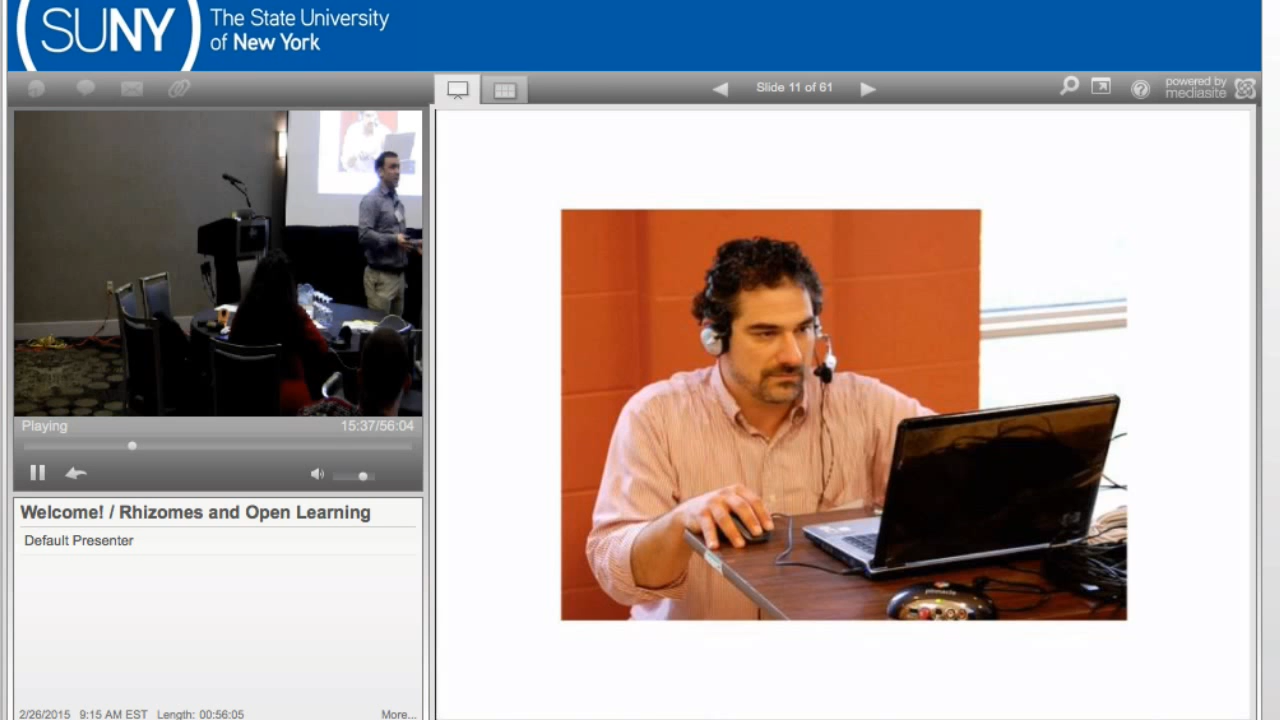 SUNY
The State University
of New York
Slide 11 of 61
powered by
mediasite
Playing
15:37/56:04
Welcome! / Rhizomes and Open Learning
Default Presenter
2/26/2015 9:15 AM EST Length: 00:56:05
More...
pinnacle